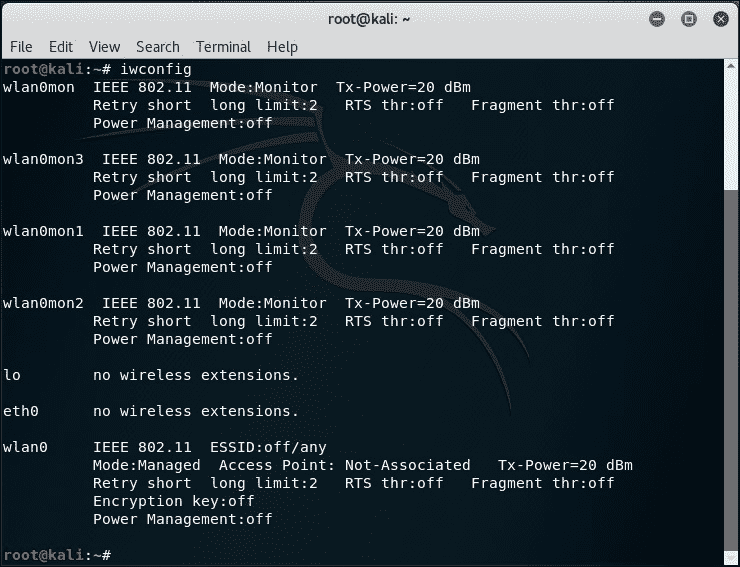 root@kali: ~
File Edit View Search Terminal Help
root@kali:~# iwconfig
wlan0mon  IEEE 802.11  Mode:Monitor  Tx-Power=20 dBm
          Retry short  long limit:2   RTS thr:off   Fragment thr:off
          Power Management:off
wlan0mon3  IEEE 802.11  Mode:Monitor  Tx-Power=20 dBm
          Retry short  long limit:2   RTS thr:off   Fragment thr:off
          Power Management:off
wlan0mon1  IEEE 802.11  Mode:Monitor  Tx-Power=20 dBm
          Retry short  long limit:2   RTS thr:off   Fragment thr:off
          Power Management:off
wlan0mon2  IEEE 802.11  Mode:Monitor  Tx-Power=20 dBm
          Retry short  long limit:2   RTS thr:off   Fragment thr:off
          Power Management:off
lo        no wireless extensions.
eth0      no wireless extensions.
wlan0     IEEE 802.11  ESSID:off/any
          Mode:Managed  Access Point: Not-Associated   Tx-Power=20 dBm
          Retry short  long limit:2   RTS thr:off   Fragment thr:off
          Encryption key:off
          Power Management:off
root@kali:~#